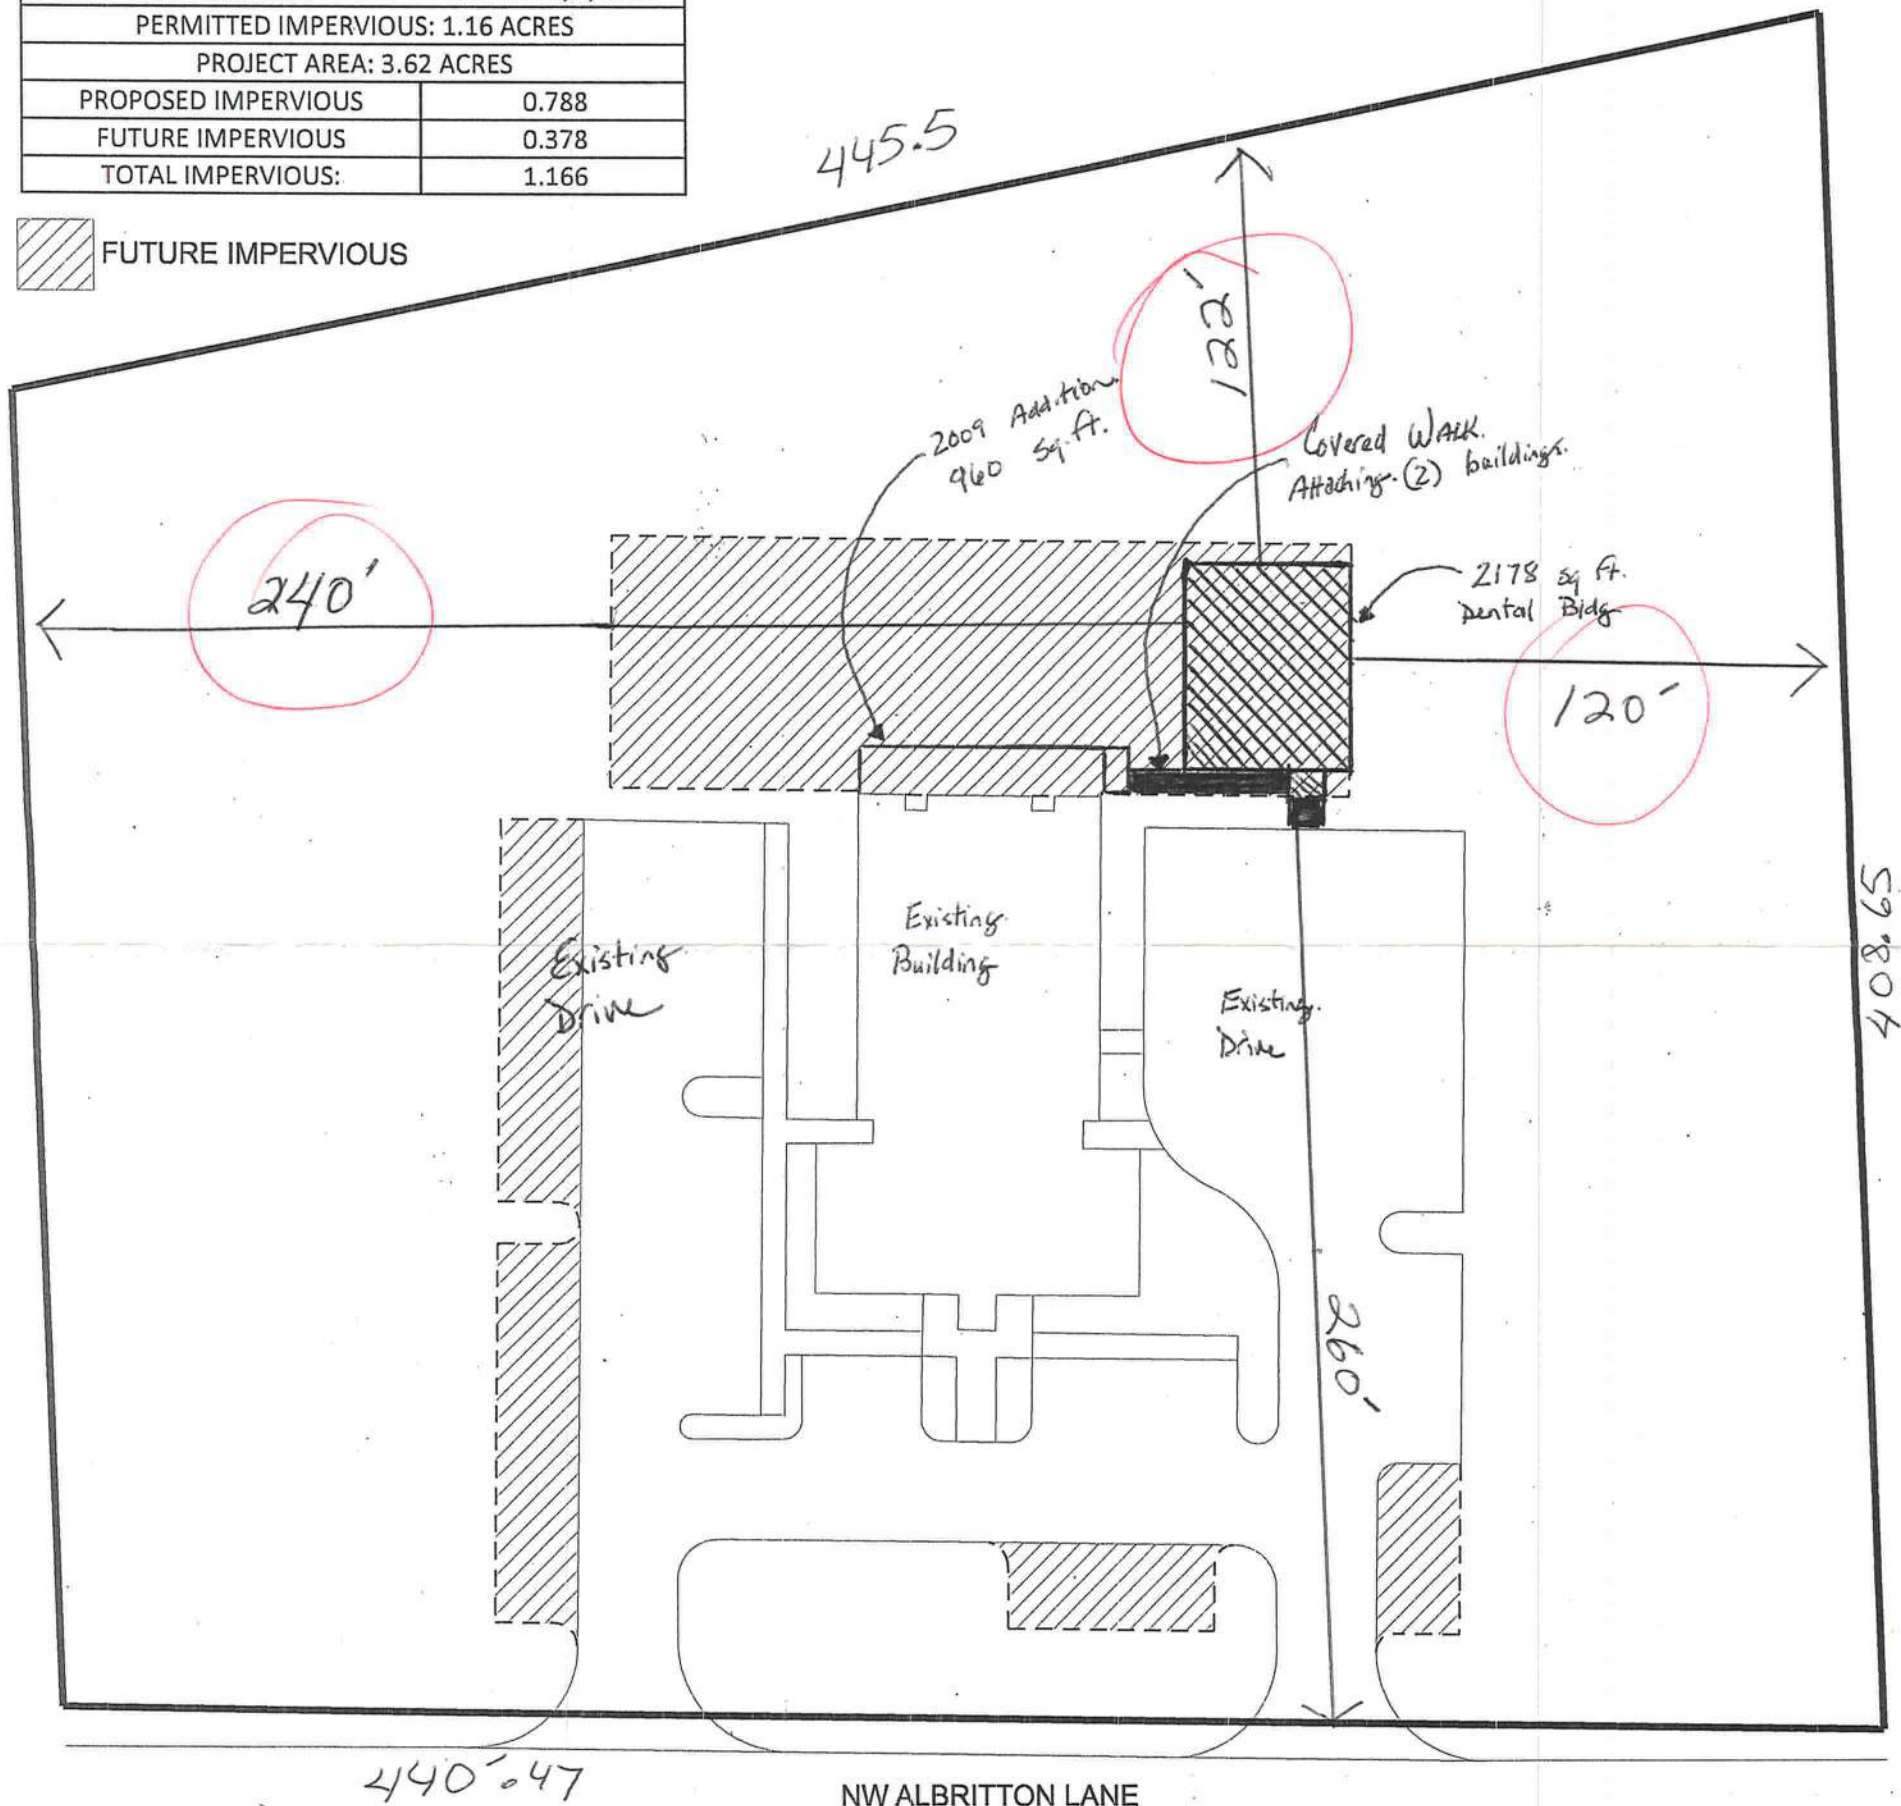 PERMITTED IMPERVIOUS: 1.16 ACRES
PROJECT AREA: 3.62 ACRES
PROPOSED IMPERVIOUS 0.788
FUTURE IMPERVIOUS 0.378
TOTAL IMPERVIOUS: 1.166
FUTURE IMPERVIOUS
445.5
122'
2009 Addition
960 sq.ft.
Covered WALK.
Attaching (2) buildings.
240'
2178 sq ft.
Dental Bldg
120'
Existing
Drive
Existing
Building
Existing
Drive
408.65
290'
440'.47
NW ALBRITTON LANE